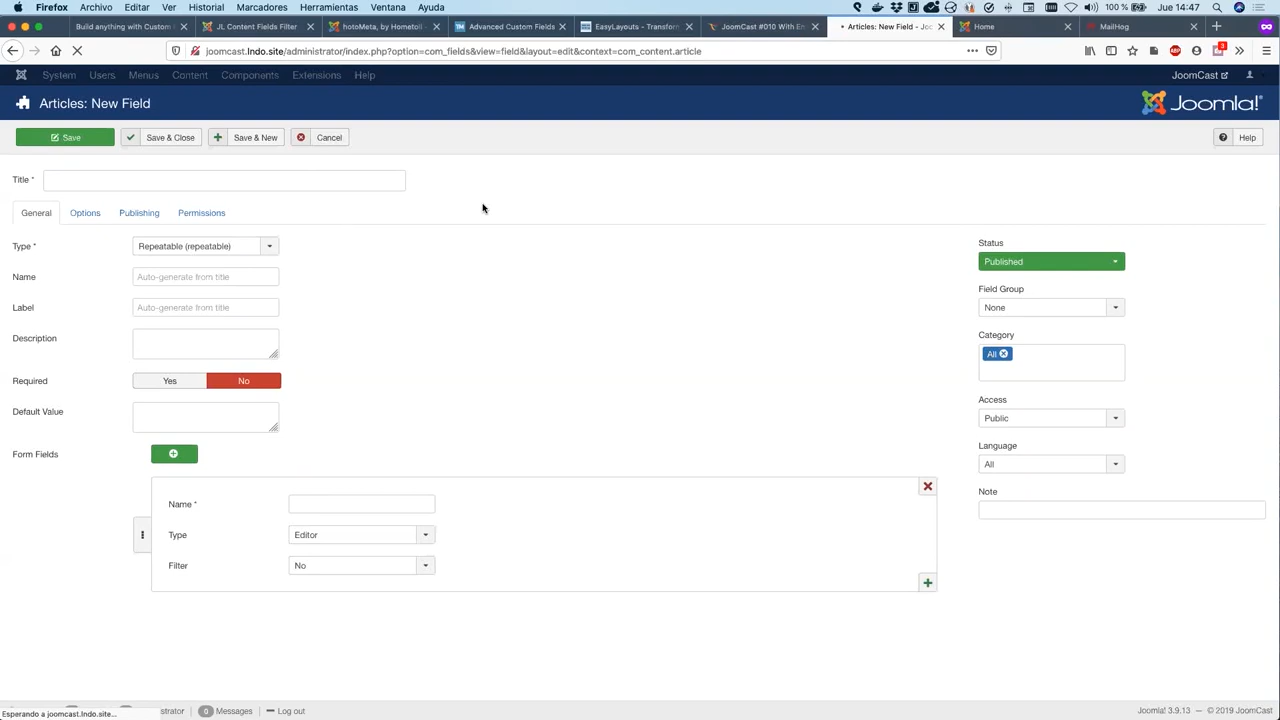 Firefox Archivo Editar Ver Historial Marcadores Herramientas Ventana Ayuda Jue 14:47
Build anything with Custom JL Content Fields Filter hotoMeta, by Hometoli - Advanced Custom Fields EasyLayouts - Transform JoomCast #010 With En Articles: New Field - Joo Home MailHog
joomcast.lndo.site/administrator/index.php?option=com_fields&view=field&layout=edit&context=com_content.article 3
System Users Menus Content Components Extensions Help JoomCast
Articles: New Field Joomla!®
Save Save & Close Save & New Cancel Help
Title *
General Options Publishing Permissions
Type * Repeatable (repeatable)
Name Auto-generate from title
Label Auto-generate from title
Description
Required Yes No
Default Value
Form Fields
Name *
Type Editor
Filter No
Status
Published
Field Group
None
Category
All
Access
Public
Language
All
Note
Esperando a joomcast.lndo.site... istrator 0 Messages Log out Joomla! 3.9.13 — © 2019 JoomCast